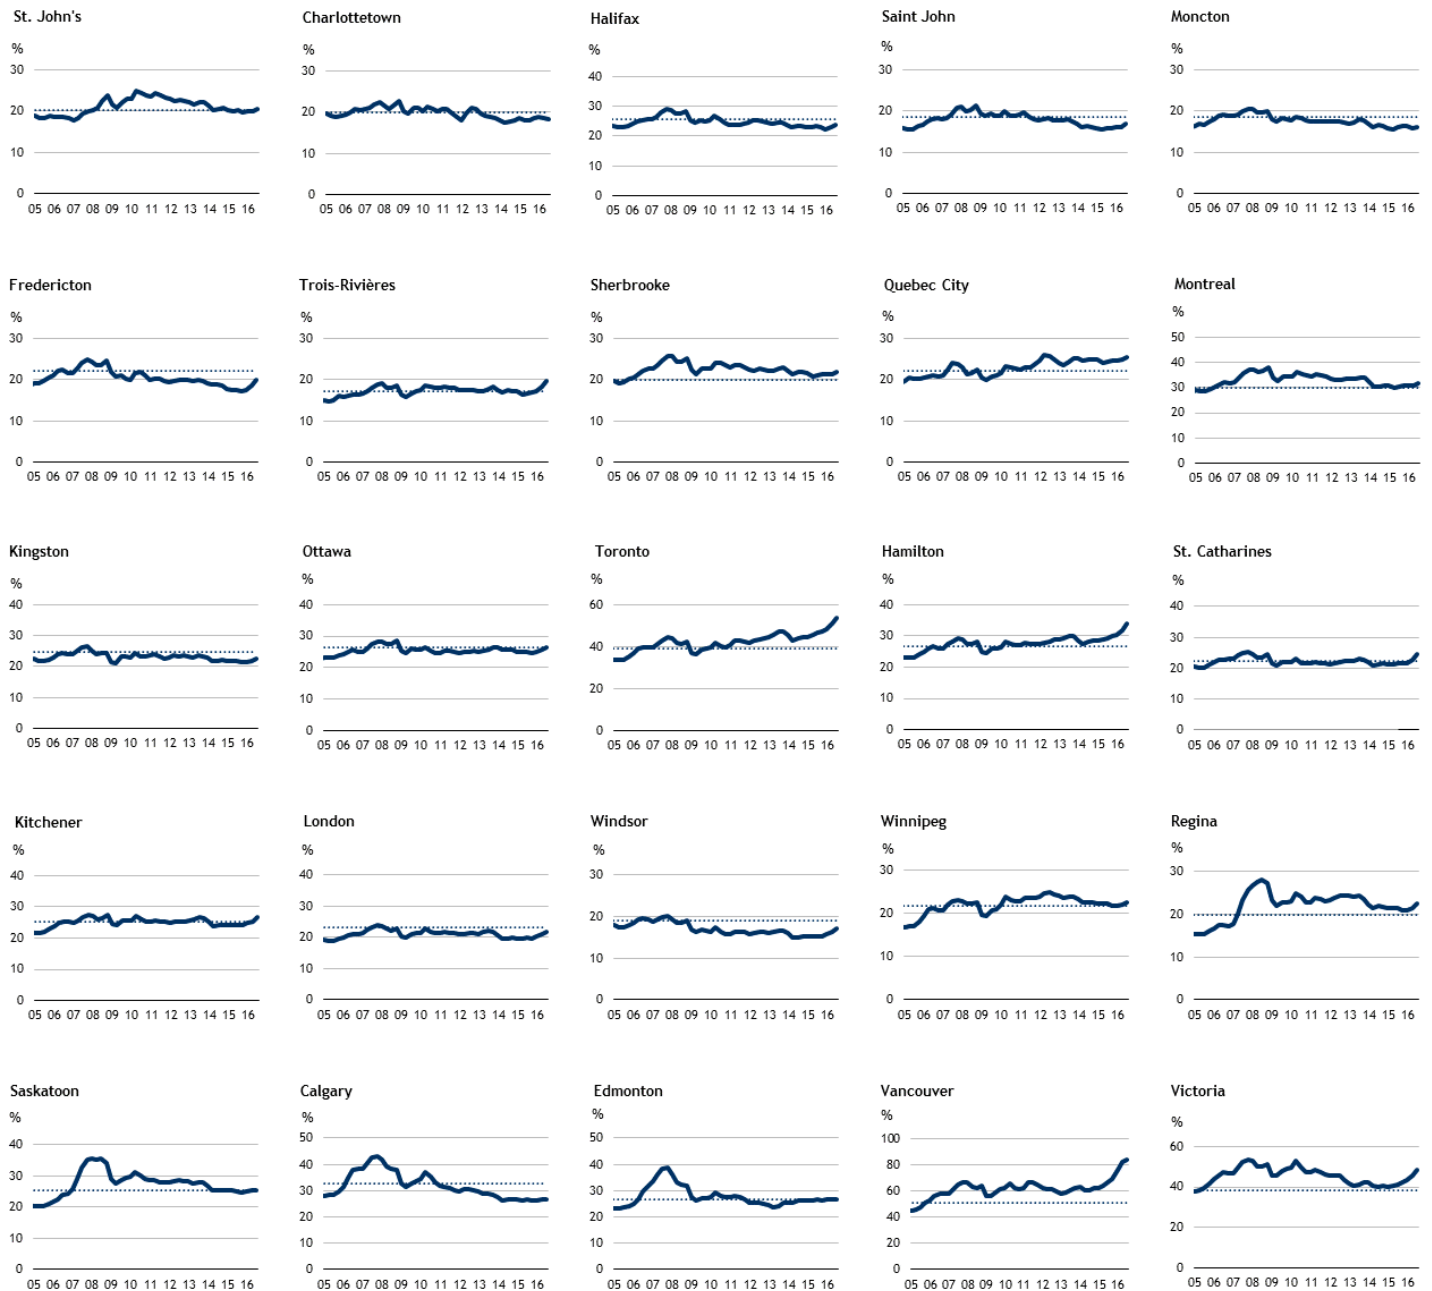 St. John's
%
30
20
10
0
05 06 07 08 09 10 11 12 13 14 15 16
Charlottetown
%
30
20
10
0
05 06 07 08 09 10 11 12 13 14 15 16
Halifax
%
40
30
20
10
0
05 06 07 08 09 10 11 12 13 14 15 16
Saint John
%
30
20
10
0
05 06 07 08 09 10 11 12 13 14 15 16
Moncton
%
30
20
10
0
05 06 07 08 09 10 11 12 13 14 15 16
Fredericton
%
30
20
10
0
05 06 07 08 09 10 11 12 13 14 15 16
Trois-Rivières
%
30
20
10
0
05 06 07 08 09 10 11 12 13 14 15 16
Sherbrooke
%
30
20
10
0
05 06 07 08 09 10 11 12 13 14 15 16
Quebec City
%
30
20
10
0
05 06 07 08 09 10 11 12 13 14 15 16
Montreal
%
50
40
30
20
10
0
05 06 07 08 09 10 11 12 13 14 15 16
Kingston
%
40
30
20
10
0
05 06 07 08 09 10 11 12 13 14 15 16
Ottawa
%
40
30
20
10
0
05 06 07 08 09 10 11 12 13 14 15 16
Toronto
%
60
40
20
0
05 06 07 08 09 10 11 12 13 14 15 16
Hamilton
%
40
30
20
10
0
05 06 07 08 09 10 11 12 13 14 15 16
St. Catharines
%
40
30
20
10
0
05 06 07 08 09 10 11 12 13 14 15 16
Kitchener
%
40
30
20
10
0
05 06 07 08 09 10 11 12 13 14 15 16
London
%
40
30
20
10
0
05 06 07 08 09 10 11 12 13 14 15 16
Windsor
%
30
20
10
0
05 06 07 08 09 10 11 12 13 14 15 16
Winnipeg
%
30
20
10
0
05 06 07 08 09 10 11 12 13 14 15 16
Regina
%
30
20
10
0
05 06 07 08 09 10 11 12 13 14 15 16
Saskatoon
%
40
30
20
10
0
05 06 07 08 09 10 11 12 13 14 15 16
Calgary
%
50
40
30
20
10
0
05 06 07 08 09 10 11 12 13 14 15 16
Edmonton
%
50
40
30
20
10
0
05 06 07 08 09 10 11 12 13 14 15 16
Vancouver
%
100
80
60
40
20
0
05 06 07 08 09 10 11 12 13 14 15 16
Victoria
%
60
40
20
0
05 06 07 08 09 10 11 12 13 14 15 16